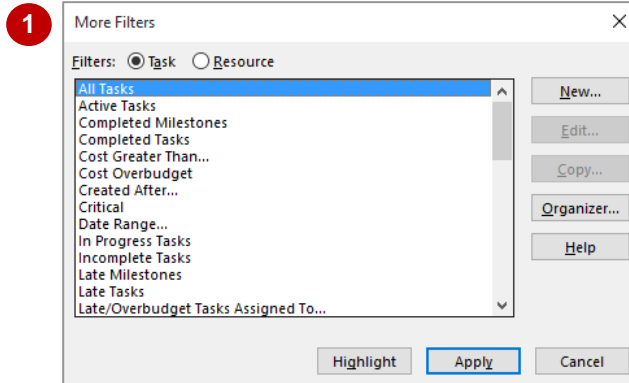 1
More Filters
Filters: Task Resource
All Tasks
Active Tasks
Completed Milestones
Completed Tasks
Cost Greater Than...
Cost Overbudget
Created After...
Critical
Date Range...
In Progress Tasks
Incomplete Tasks
Late Milestones
Late Tasks
Late/Overbudget Tasks Assigned To...
New...
Edit...
Copy...
Organizer...
Help
Highlight Apply Cancel